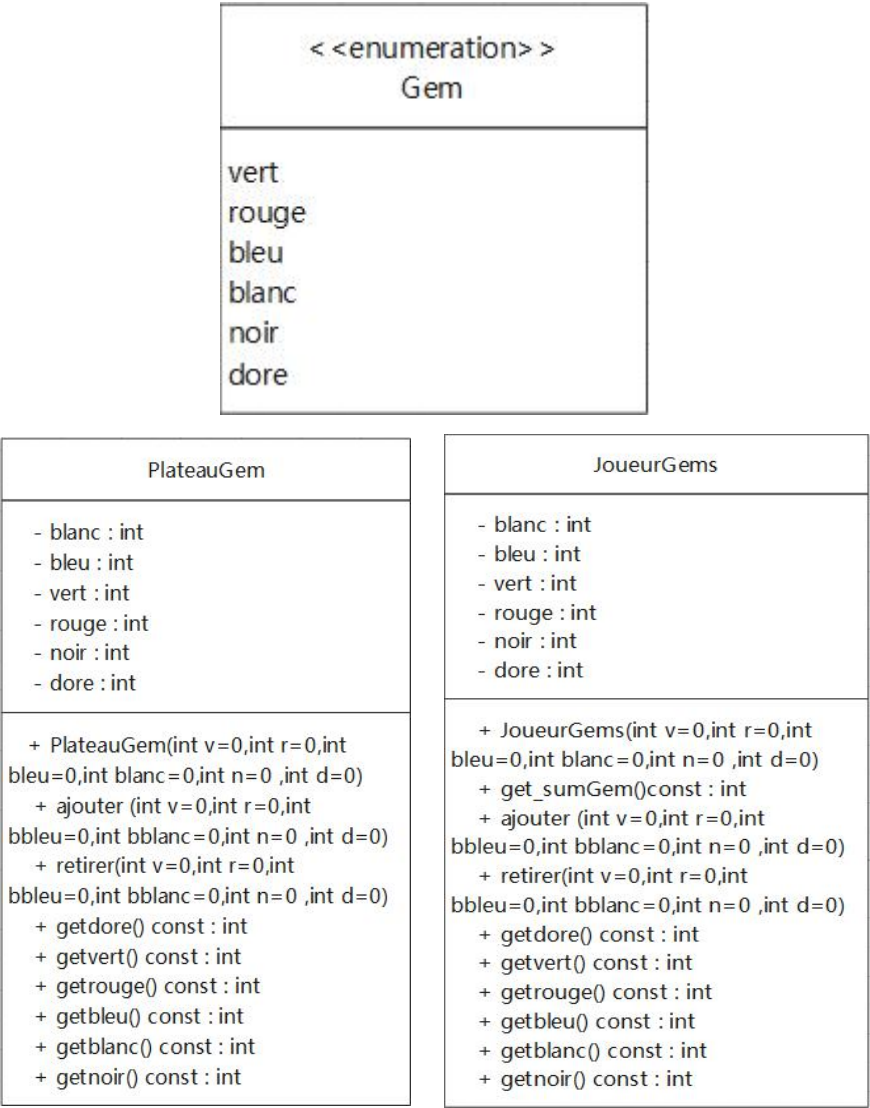 < <enumeration> >
Gem
vert
rouge
bleu
blanc
noir
dore
PlateauGem
- blanc : int
- bleu : int
- vert : int
- rouge : int
- noir : int
- dore : int
+ PlateauGem(int v=0,int r=0,int
bleu=0,int blanc=0,int n=0 ,int d=0)
+ ajouter (int v=0,int r=0,int
bbleu=0,int bblanc=0,int n=0 ,int d=0)
+ retirer(int v=0,int r=0,int
bbleu=0,int bblanc=0,int n=0 ,int d=0)
+ getdore() const : int
+ getvert() const : int
+ getrouge() const : int
+ getbleu() const : int
+ getblanc() const : int
+ getnoir() const : int
JoueurGems
- blanc : int
- bleu : int
- vert : int
- rouge : int
- noir : int
- dore : int
+ JoueurGems(int v=0,int r=0,int
bleu=0,int blanc=0,int n=0 ,int d=0)
+ get_sumGem()const : int
+ ajouter (int v=0,int r=0,int
bbleu=0,int bblanc=0,int n=0 ,int d=0)
+ retirer(int v=0,int r=0,int
bbleu=0,int bblanc=0,int n=0 ,int d=0)
+ getdore() const : int
+ getvert() const : int
+ getrouge() const : int
+ getbleu() const : int
+ getblanc() const : int
+ getnoir() const : int